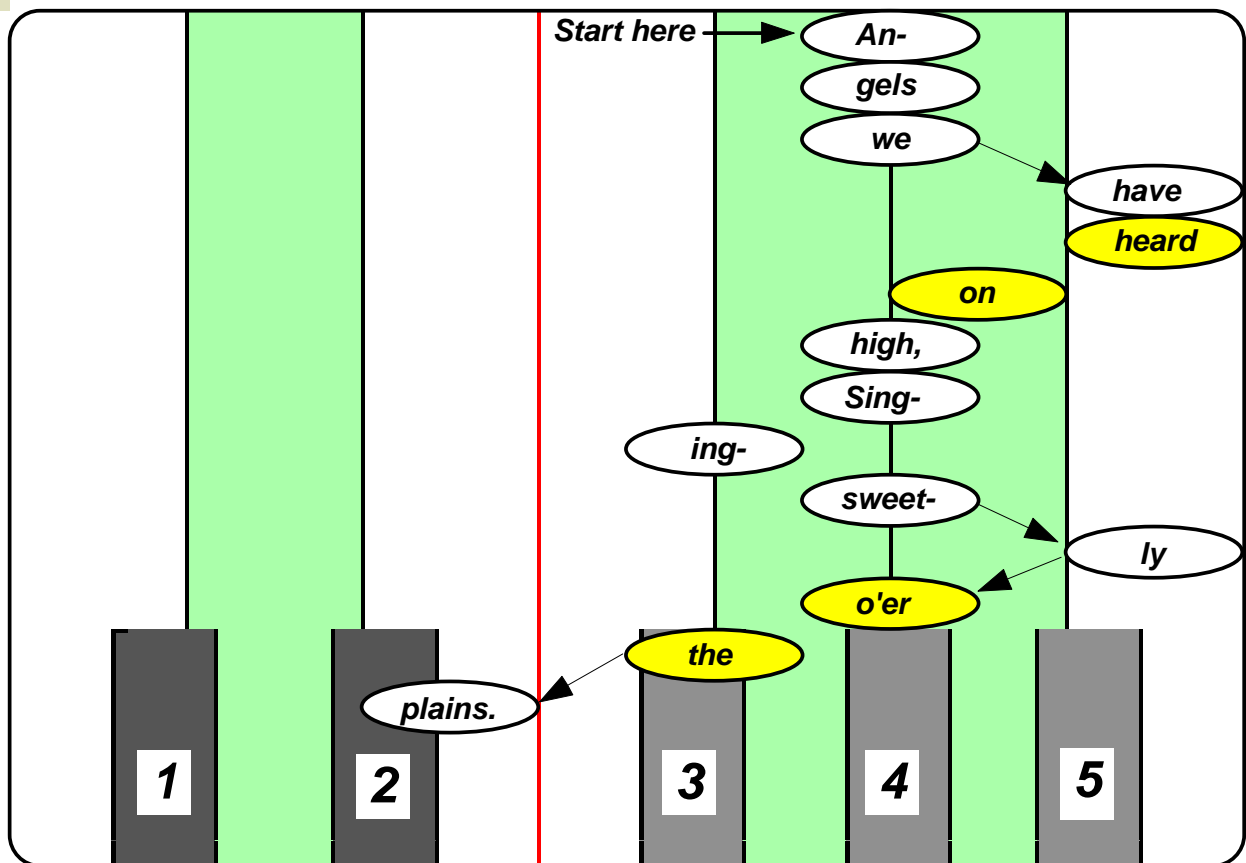 Start here
An-
gels
we
have
heard
on
high,
Sing-
ing-
sweet-
ly
o'er
the
plains.
1 2 3 4 5